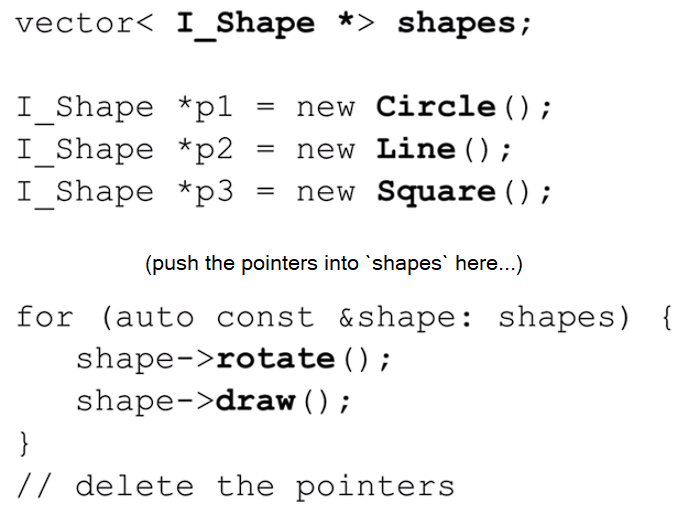 vector< I_Shape *> shapes;
I_Shape *p1 = new Circle();
I_Shape *p2 = new Line();
I_Shape *p3 = new Square();
(push the pointers into `shapes` here...)
for (auto const &shape: shapes) {
shape->rotate();
shape->draw();
}
// delete the pointers